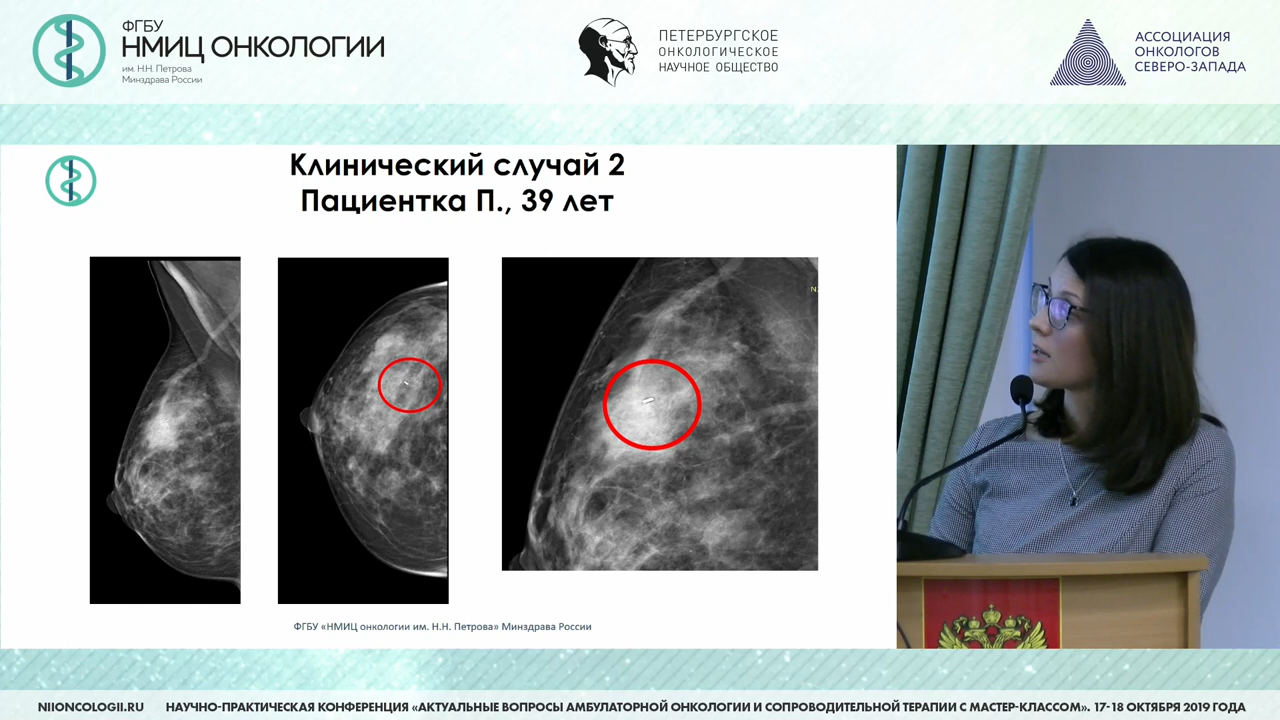 ФГБУ
НМИЦ ОНКОЛОГИИ
им. Н.Н. Петрова
Минздрава России
ПЕТЕРБУРГСКОЕ
ОНКОЛОГИЧЕСКОЕ
НАУЧНОЕ ОБЩЕСТВО
АССОЦИАЦИЯ
ОНКОЛОГОВ
СЕВЕРО-ЗАПАДА
Клинический случай 2
Пациентка П., 39 лет
N.
ФГБУ «НМИЦ онкологии им. Н.Н. Петрова» Минздрава России
NIIONCOLOGII.RU НАУЧНО-ПРАКТИЧЕСКАЯ КОНФЕРЕНЦИЯ «АКТУАЛЬНЫЕ ВОПРОСЫ АМБУЛАТОРНОЙ ОНКОЛОГИИ И СОПРОВОДИТЕЛЬНОЙ ТЕРАПИИ С МАСТЕР-КЛАССОМ». 17-18 ОКТЯБРЯ 2019 ГОДА